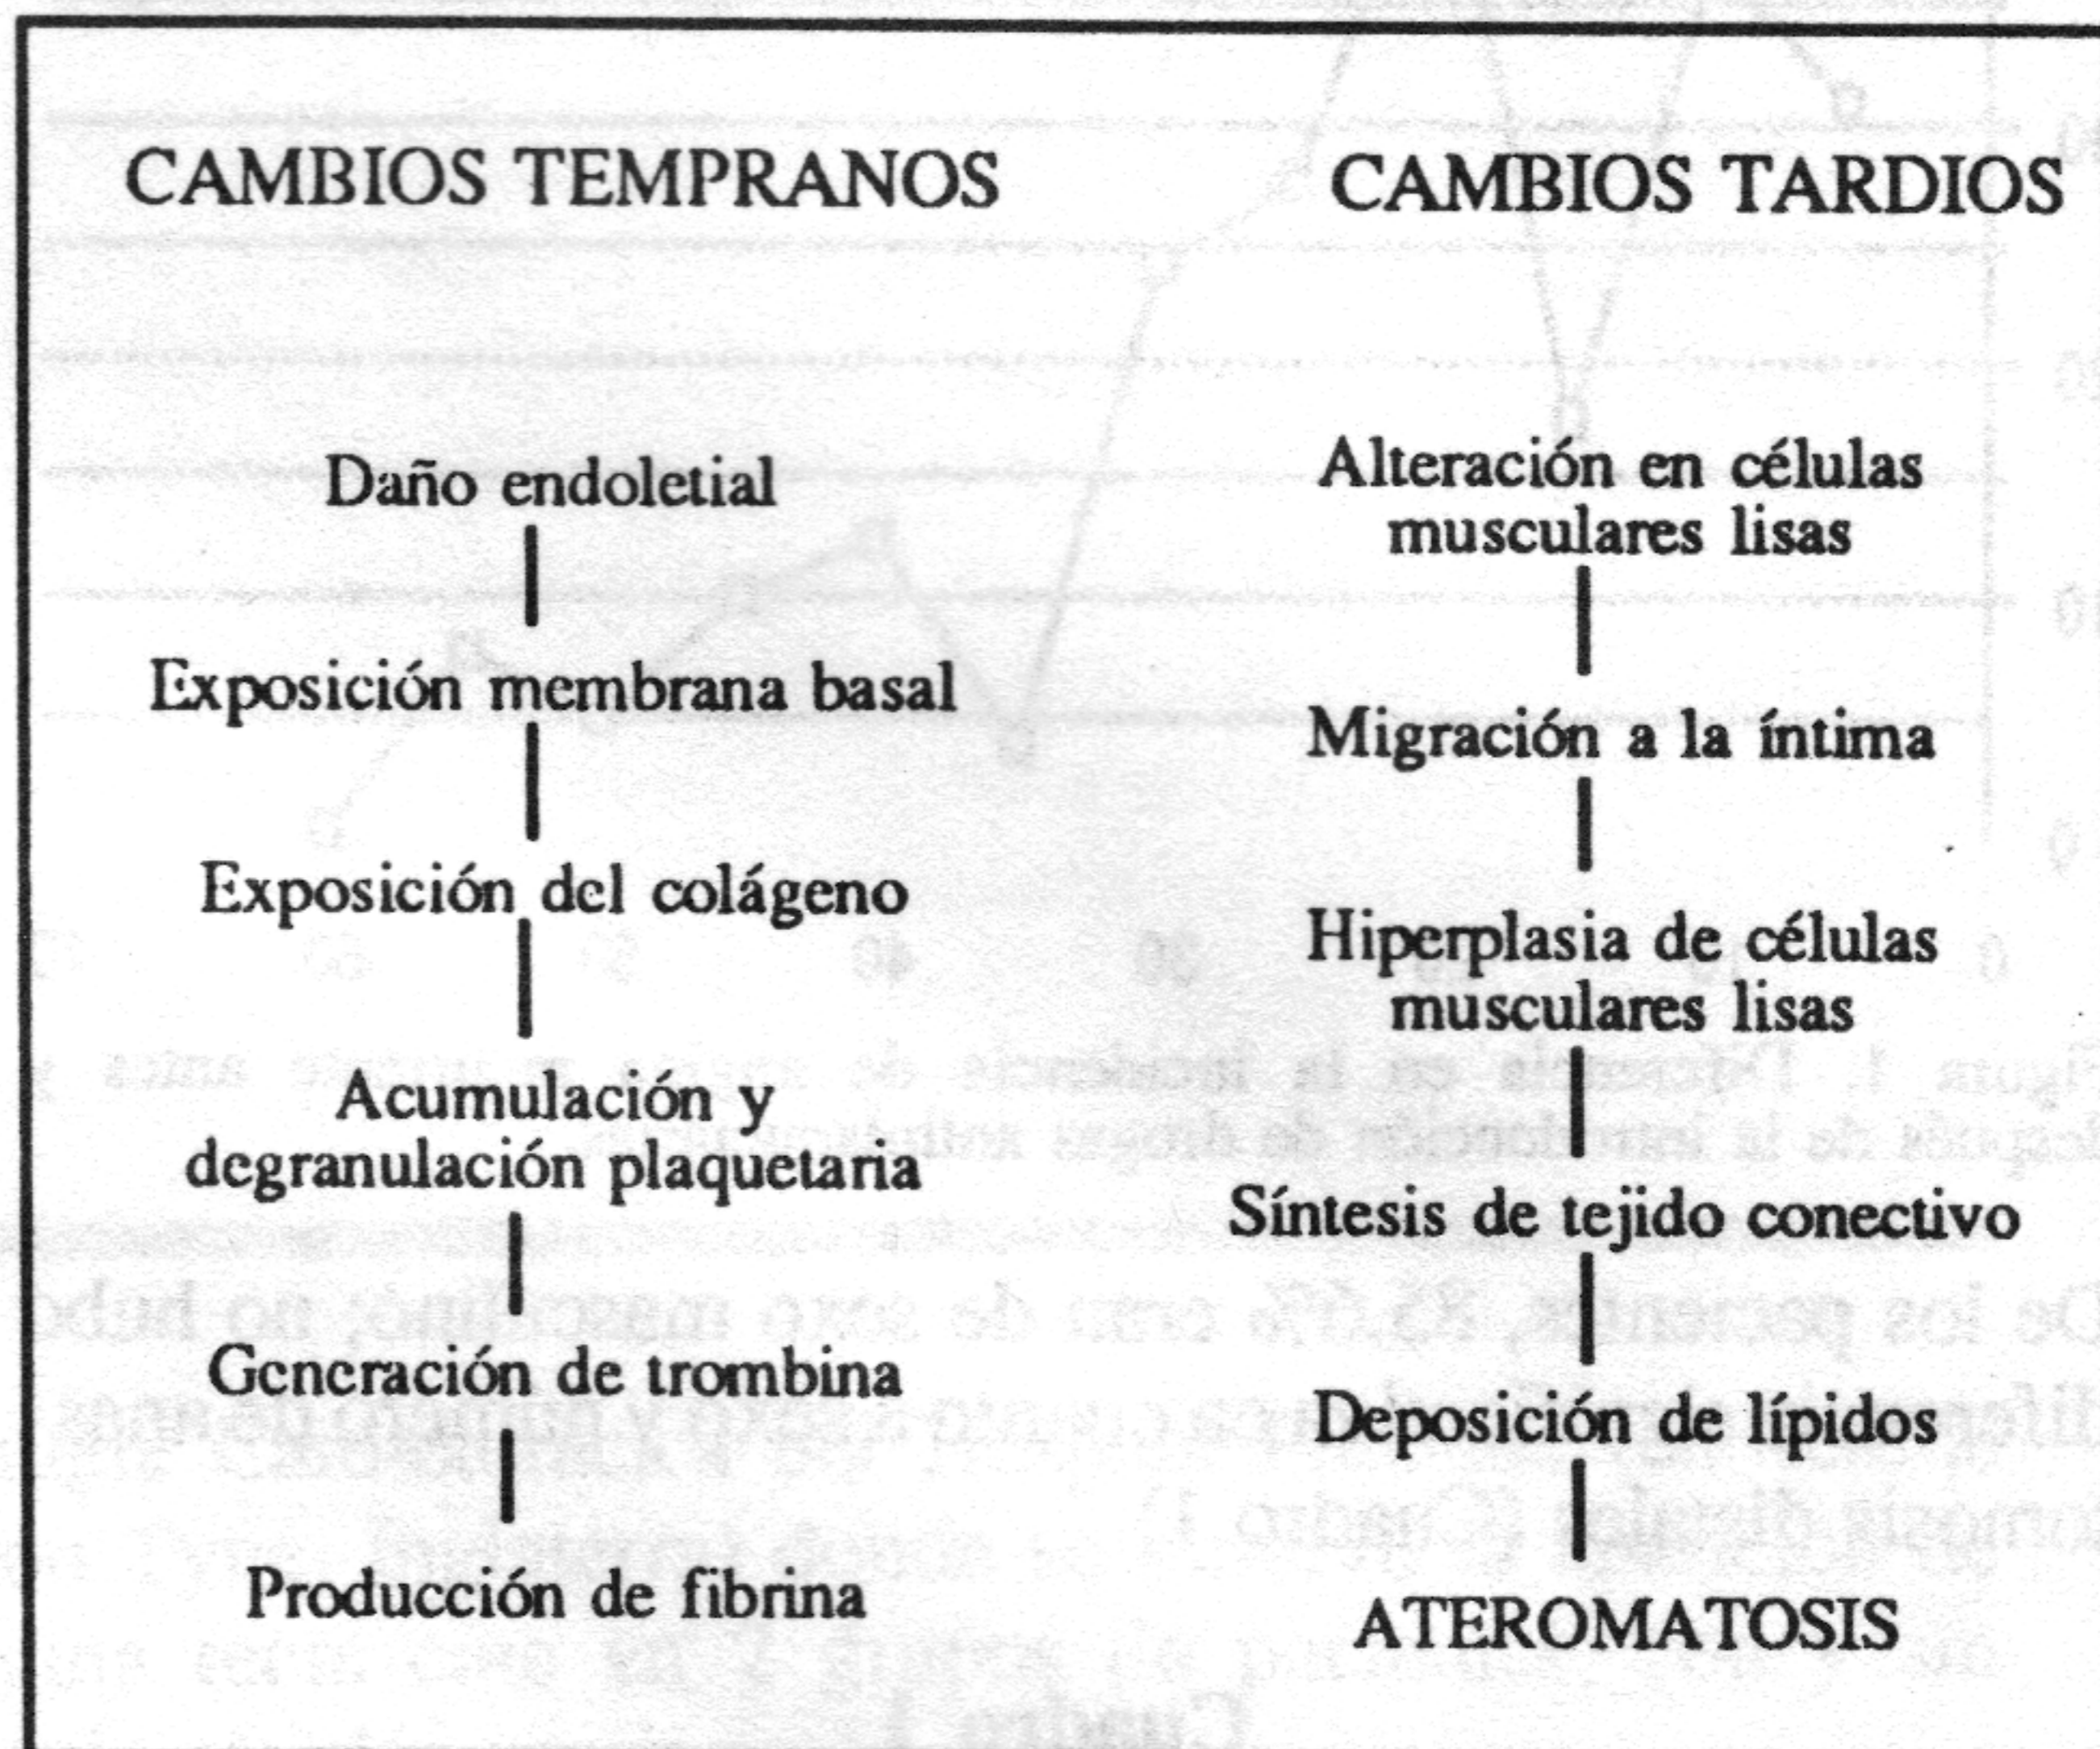 CAMBIOS TEMPRANOS
Daño endoletial
Exposición membrana basal
Exposición del colágeno
Acumulación y
degranulación plaquetaria
Generación de trombina
Producción de fibrina
CAMBIOS TARDIOS
Alteración en células
musculares lisas
Migración a la íntima
Hiperplasia de células
musculares lisas
Síntesis de tejido conectivo
Deposición de lípidos
ATEROMATOSIS